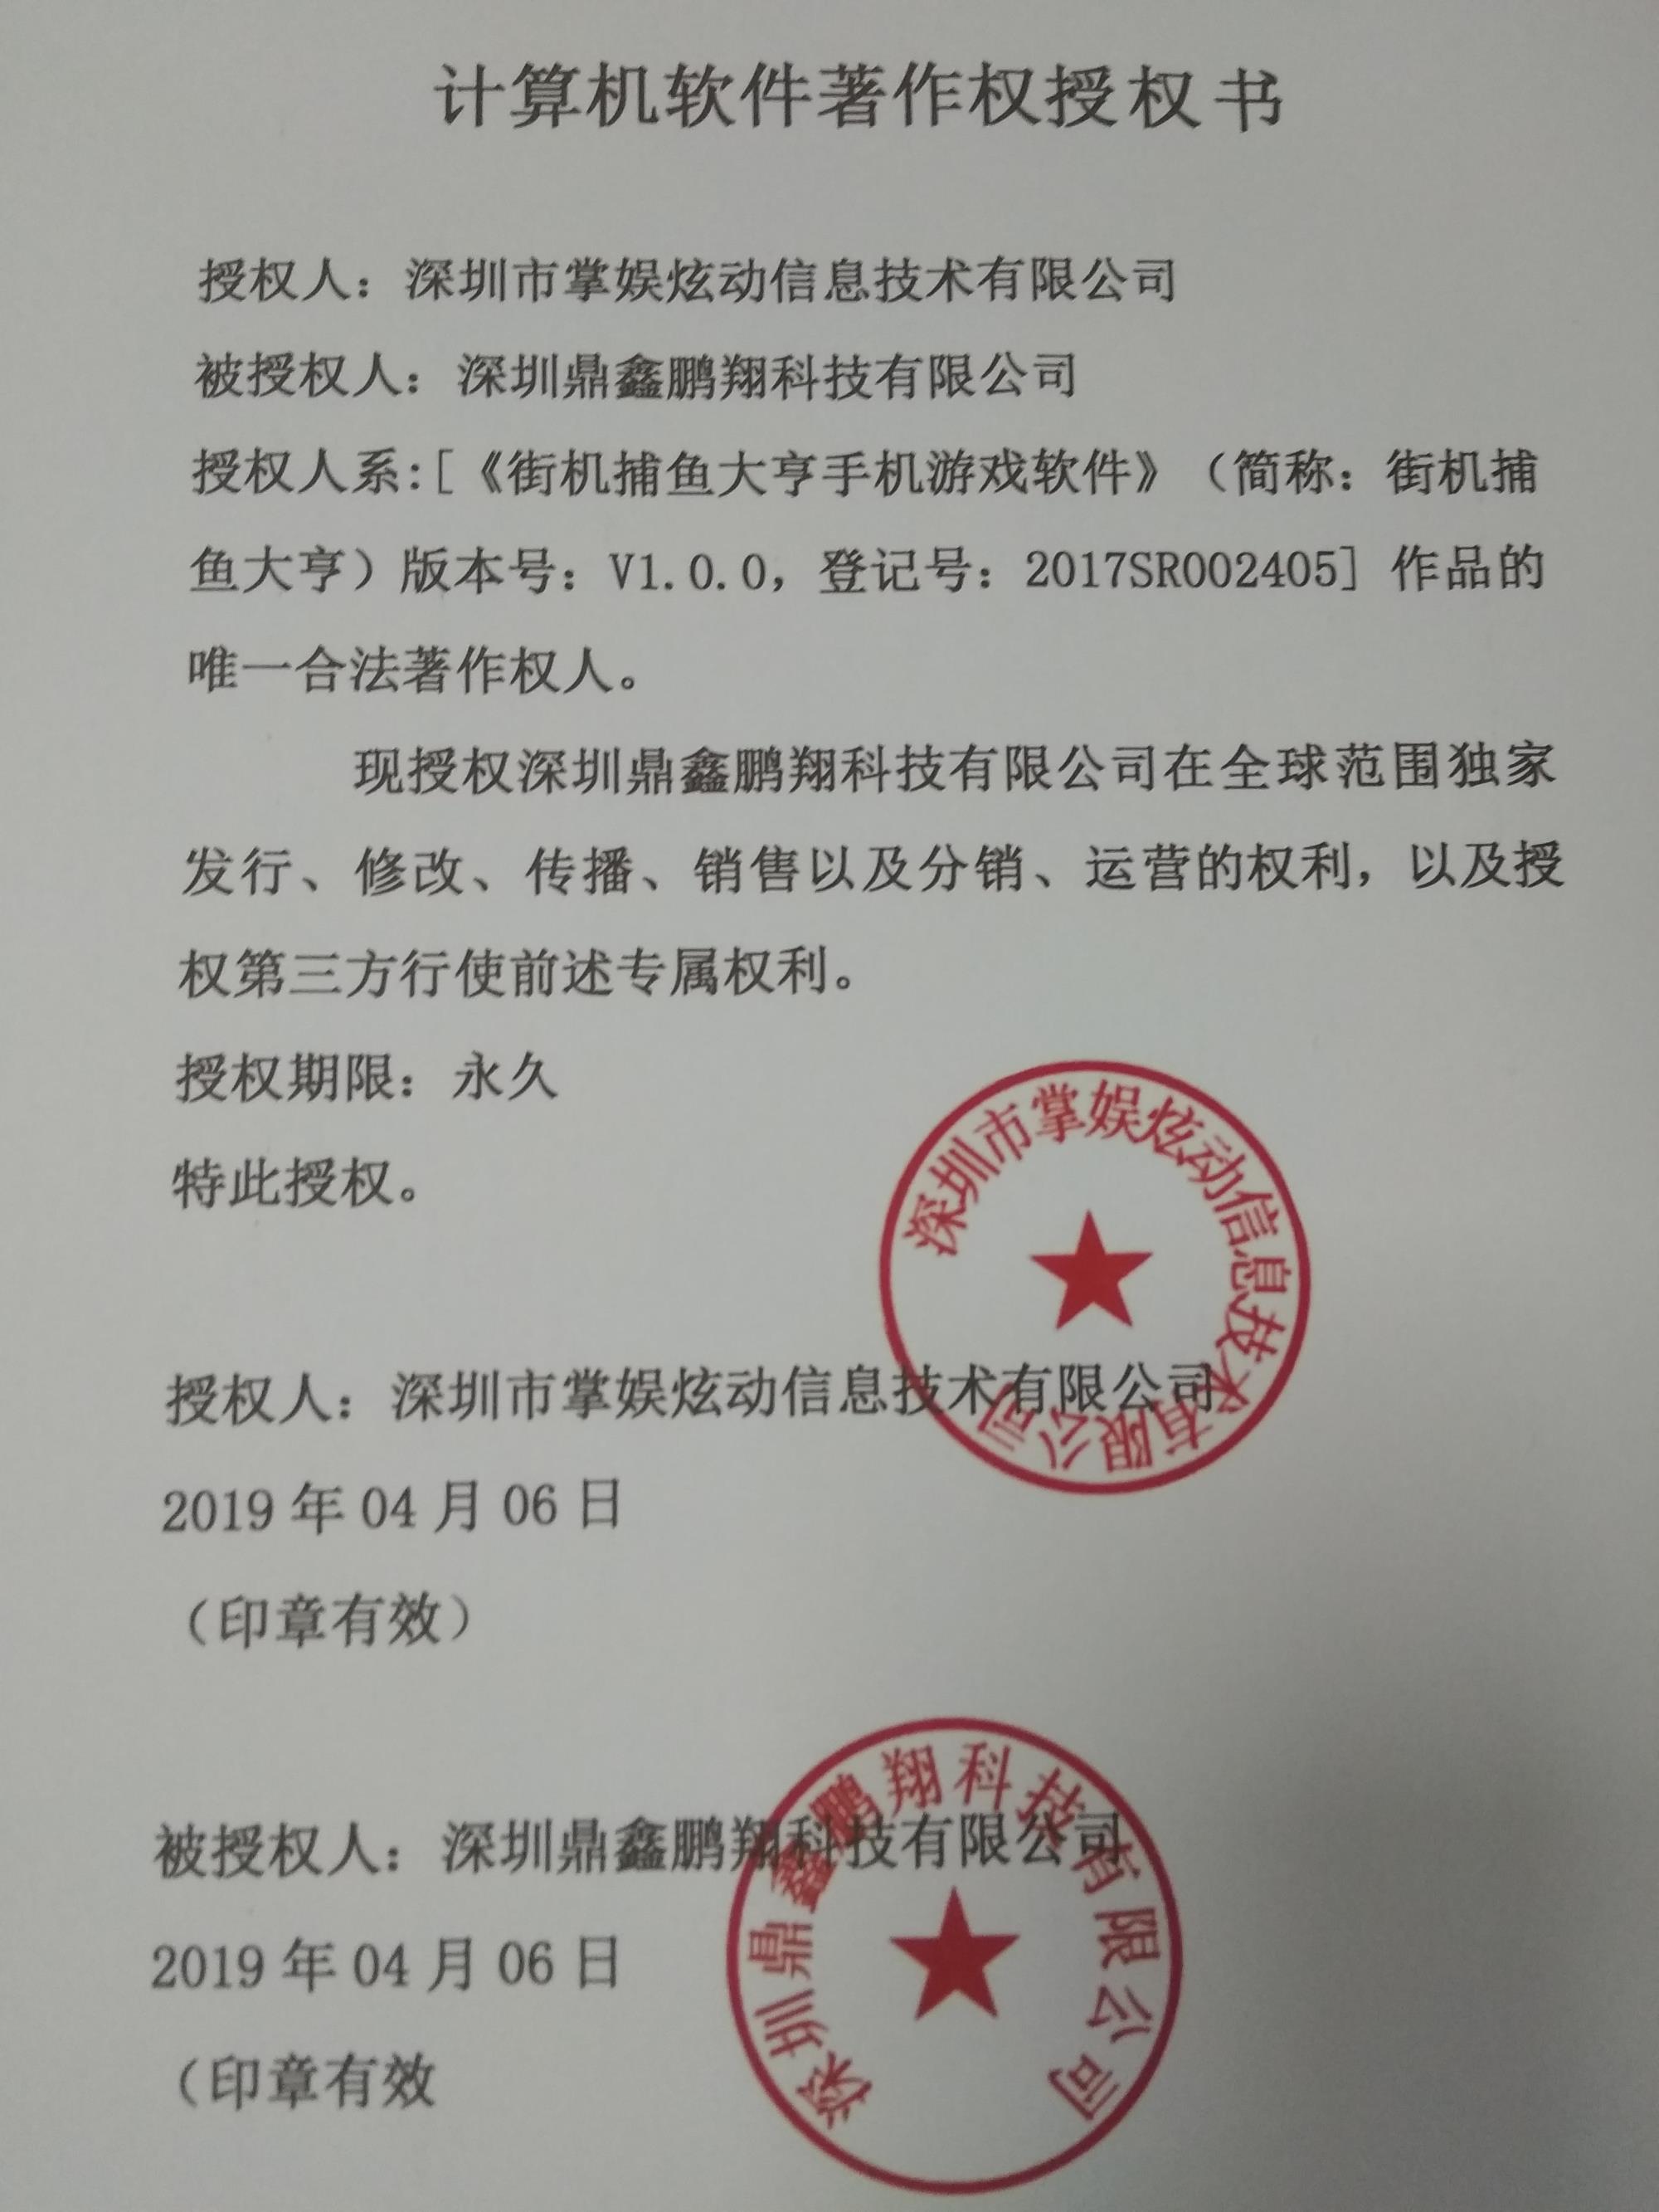 计算机软件著作权授权书
授权人：深圳市掌娱炫动信息技术有限公司
被授权人：深圳鼎鑫鹏翔科技有限公司
授权人系:[《街机捕鱼大亨手机游戏软件》（简称：街机捕
鱼大亨）版本号：V1.0.0，登记号：2017SR002405] 作品的
唯一合法著作权人。
现授权深圳鼎鑫鹏翔科技有限公司在全球范围独家
发行、修改、传播、销售以及分销、运营的权利，以及授
权第三方行使前述专属权利。
授权期限：永久
特此授权。
深圳市掌娱炫动信息技术有限公司
授权人：深圳市掌娱炫动信息技术有限公司
2019 年 04 月 06 日
（印章有效）
深圳鼎鑫鹏翔科技有限公司
被授权人：深圳鼎鑫鹏翔科技有限公司
2019 年 04 月 06 日
（印章有效